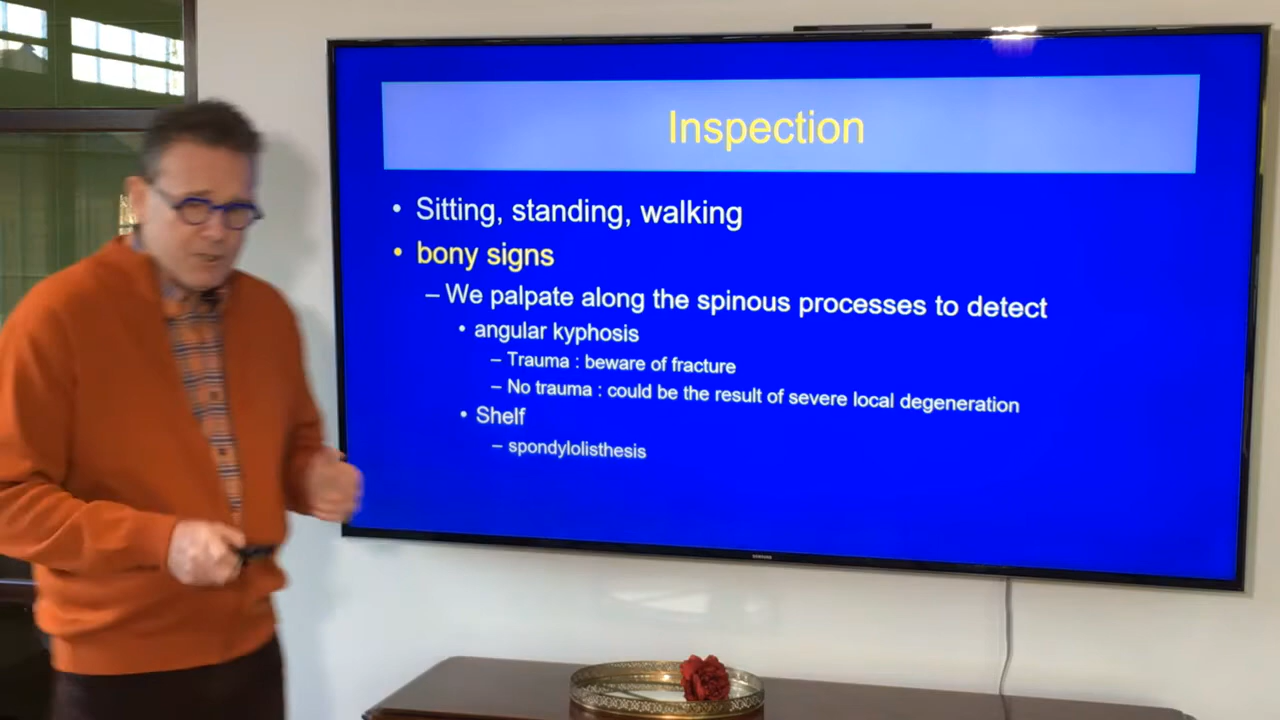 Inspection
• Sitting, standing, walking
• bony signs
– We palpate along the spinous processes to detect
• angular kyphosis
– Trauma : beware of fracture
– No trauma : could be the result of severe local degeneration
• Shelf
– spondylolisthesis
SAMSUNG